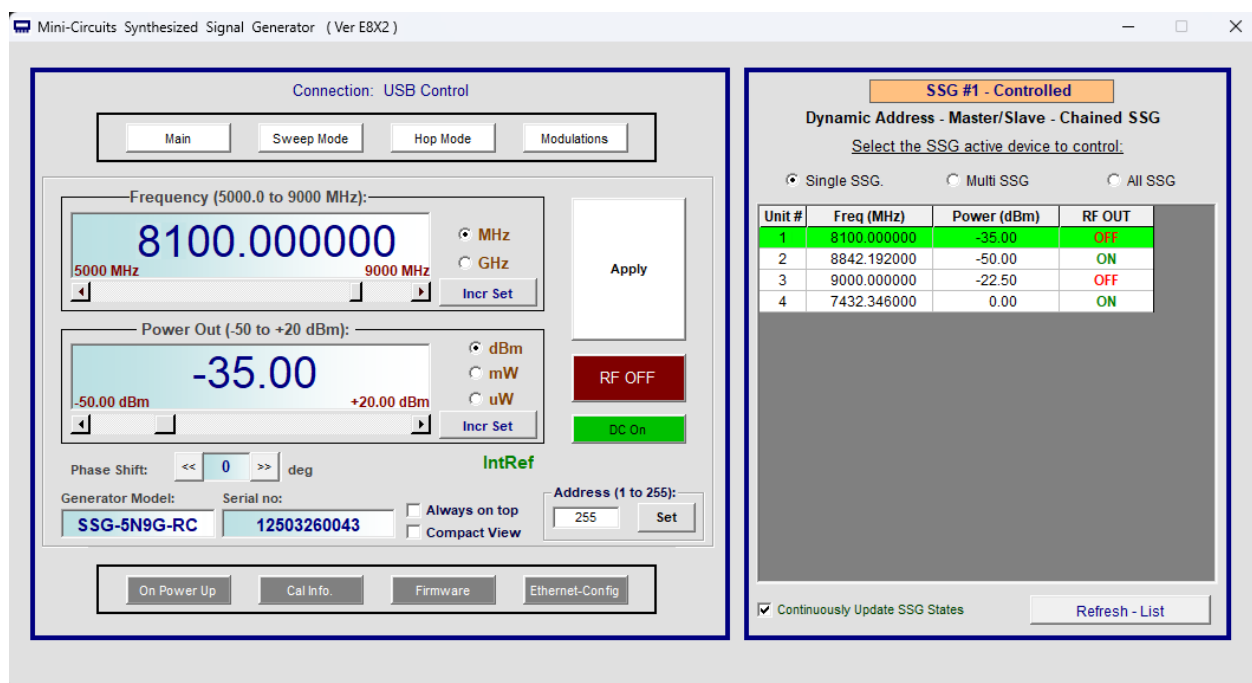 Mini-Circuits Synthesized Signal Generator ( Ver E8X2 )
Connection: USB Control
Main Sweep Mode Hop Mode Modulations
Frequency (5000.0 to 9000 MHz):
8100.000000
5000 MHz 9000 MHz
MHz
GHz
Incr Set
Apply
Power Out (-50 to +20 dBm):
-35.00
-50.00 dBm +20.00 dBm
dBm
mW
uW
Incr Set
RF OFF
DC On
Phase Shift: << 0 >> deg
IntRef
Generator Model: Serial no:
SSG-5N9G-RC 12503260043
Always on top
Compact View
Address (1 to 255):
255 Set
On Power Up Cal Info. Firmware Ethernet-Config
SSG #1 - Controlled
Dynamic Address - Master/Slave - Chained SSG
Select the SSG active device to control:
Single SSG. Multi SSG All SSG
Unit # Freq (MHz) Power (dBm) RF OUT
1 8100.000000 -35.00 OFF
2 8842.192000 -50.00 ON
3 9000.000000 -22.50 OFF
4 7432.346000 0.00 ON
Continuously Update SSG States Refresh - List